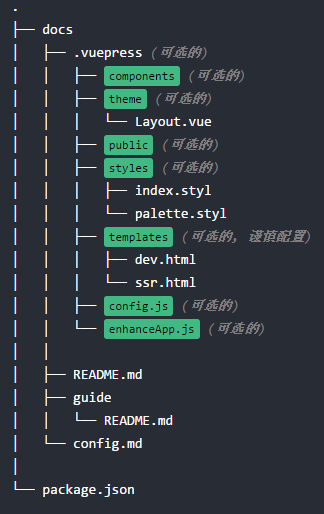 .
├── docs
│   ├── .vuepress (可选的)
│   │   ├── components (可选的)
│   │   ├── theme (可选的)
│   │   │   └── Layout.vue
│   │   ├── public (可选的)
│   │   ├── styles (可选的)
│   │   │   ├── index.styl
│   │   │   └── palette.styl
│   │   ├── templates (可选的, 谨慎配置)
│   │   │   ├── dev.html
│   │   │   └── ssr.html
│   │   ├── config.js (可选的)
│   │   └── enhanceApp.js (可选的)
│   │
│   ├── README.md
│   ├── guide
│   │   └── README.md
│   └── config.md
│
└── package.json